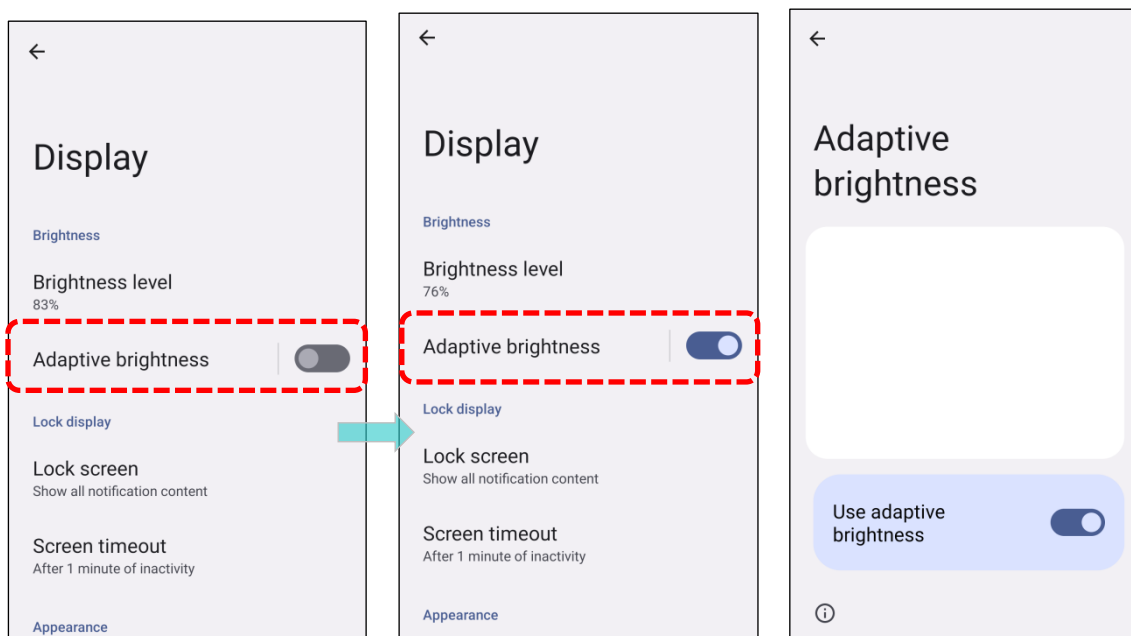 Display
Brightness
Brightness level
83%
Adaptive brightness
Lock display
Lock screen
Show all notification content
Screen timeout
After 1 minute of inactivity
Appearance
Display
Brightness
Brightness level
76%
Adaptive brightness
Lock display
Lock screen
Show all notification content
Screen timeout
After 1 minute of inactivity
Appearance
Adaptive
brightness
Use adaptive
brightness